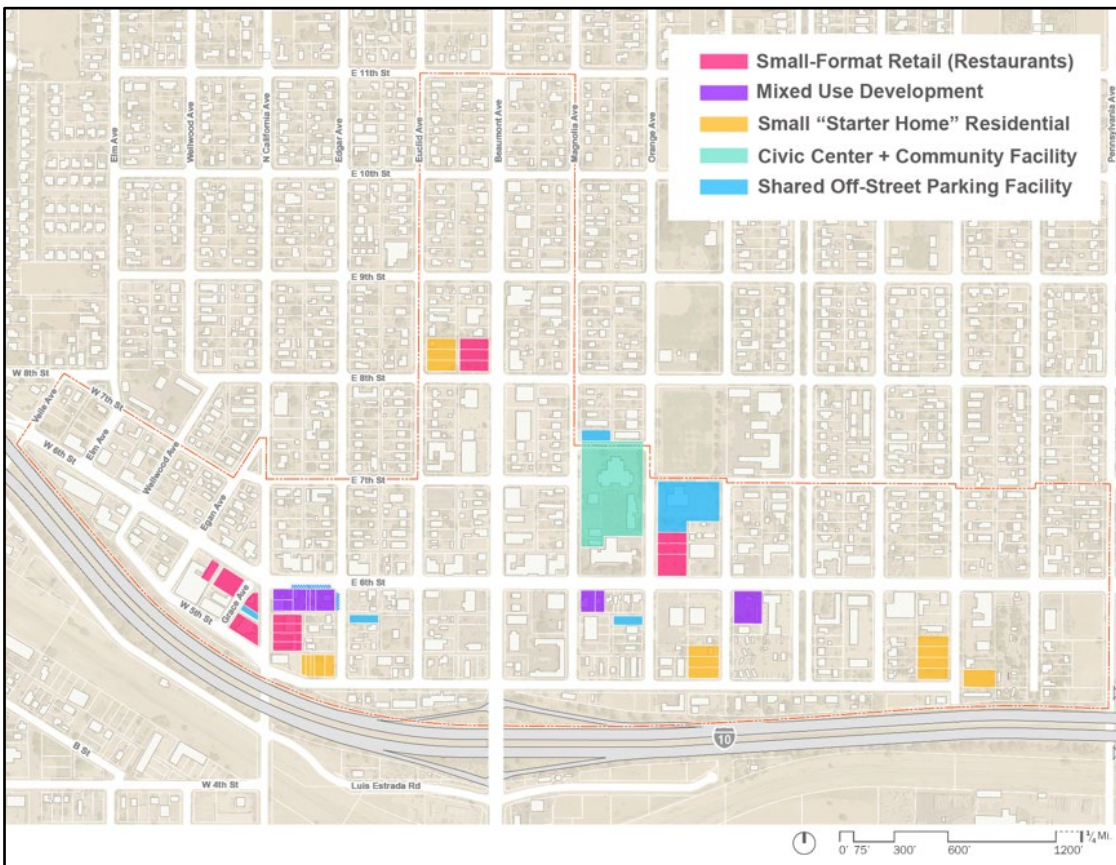 Small-Format Retail (Restaurants)
Mixed Use Development
Small “Starter Home” Residential
Civic Center + Community Facility
Shared Off-Street Parking Facility
E 11th St
Elm Ave
Wellwood Ave
N California Ave
Edgar Ave
Euclid Ave
Beaumont Ave
Magnolia Ave
Orange Ave
Pennsylvania Ave
E 10th St
E 9th St
W 8th St
E 8th St
W 7th St
Veile Ave
Elm Ave
W 6th St
Wellwood Ave
E 7th St
Egan Ave
E 6th St
Grace Ave
W 5th St
10
B St
W 4th St
Luis Estrada Rd
0' 75' 300' 600' 1200' ¼ Mi.